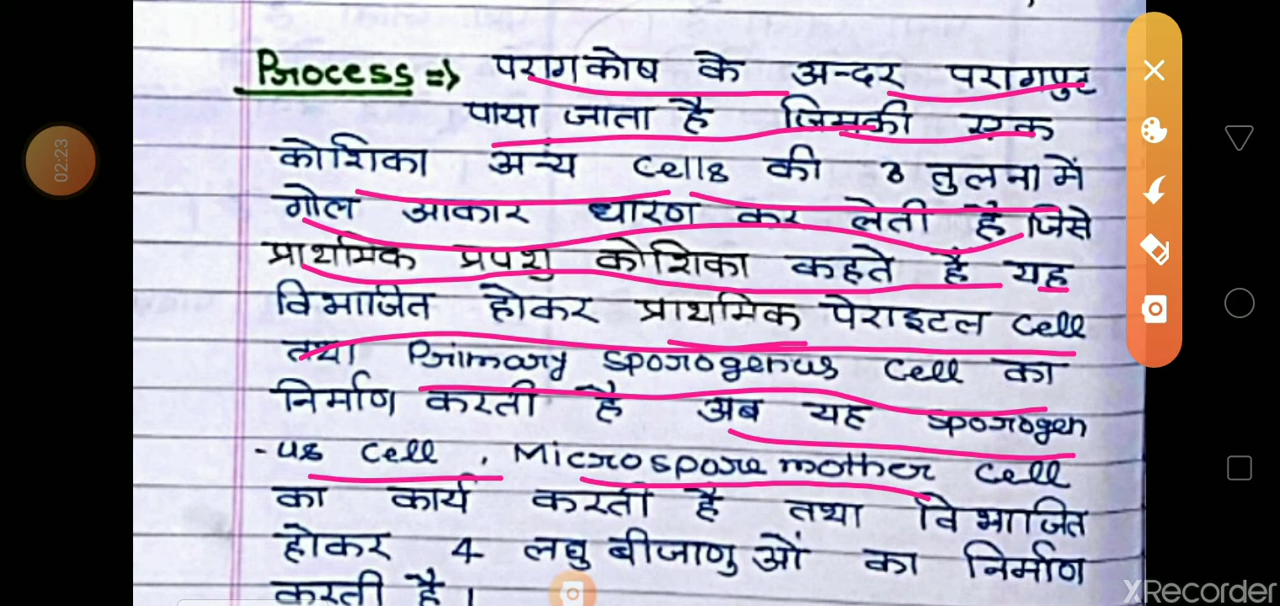 Process => परागकोष के अन्दर परागपुट
पाया जाता है जिसकी एक
कोशिका अन्य cells की तुलना में
गोल आकार धारण कर लेती है जिसे
प्राथमिक प्रपशु कोशिका कहते है यह
विभाजित होकर प्राथमिक पेराइटल cell
तथा Primary sporogenus cell का
निर्माण करती है अब यह sporogen
-us cell , Microspore mother cell
का कार्य करती है तथा विभाजित
होकर 4 लघु बीजाणु ओं का निर्माण
करती है ।
02:23
XRecorder